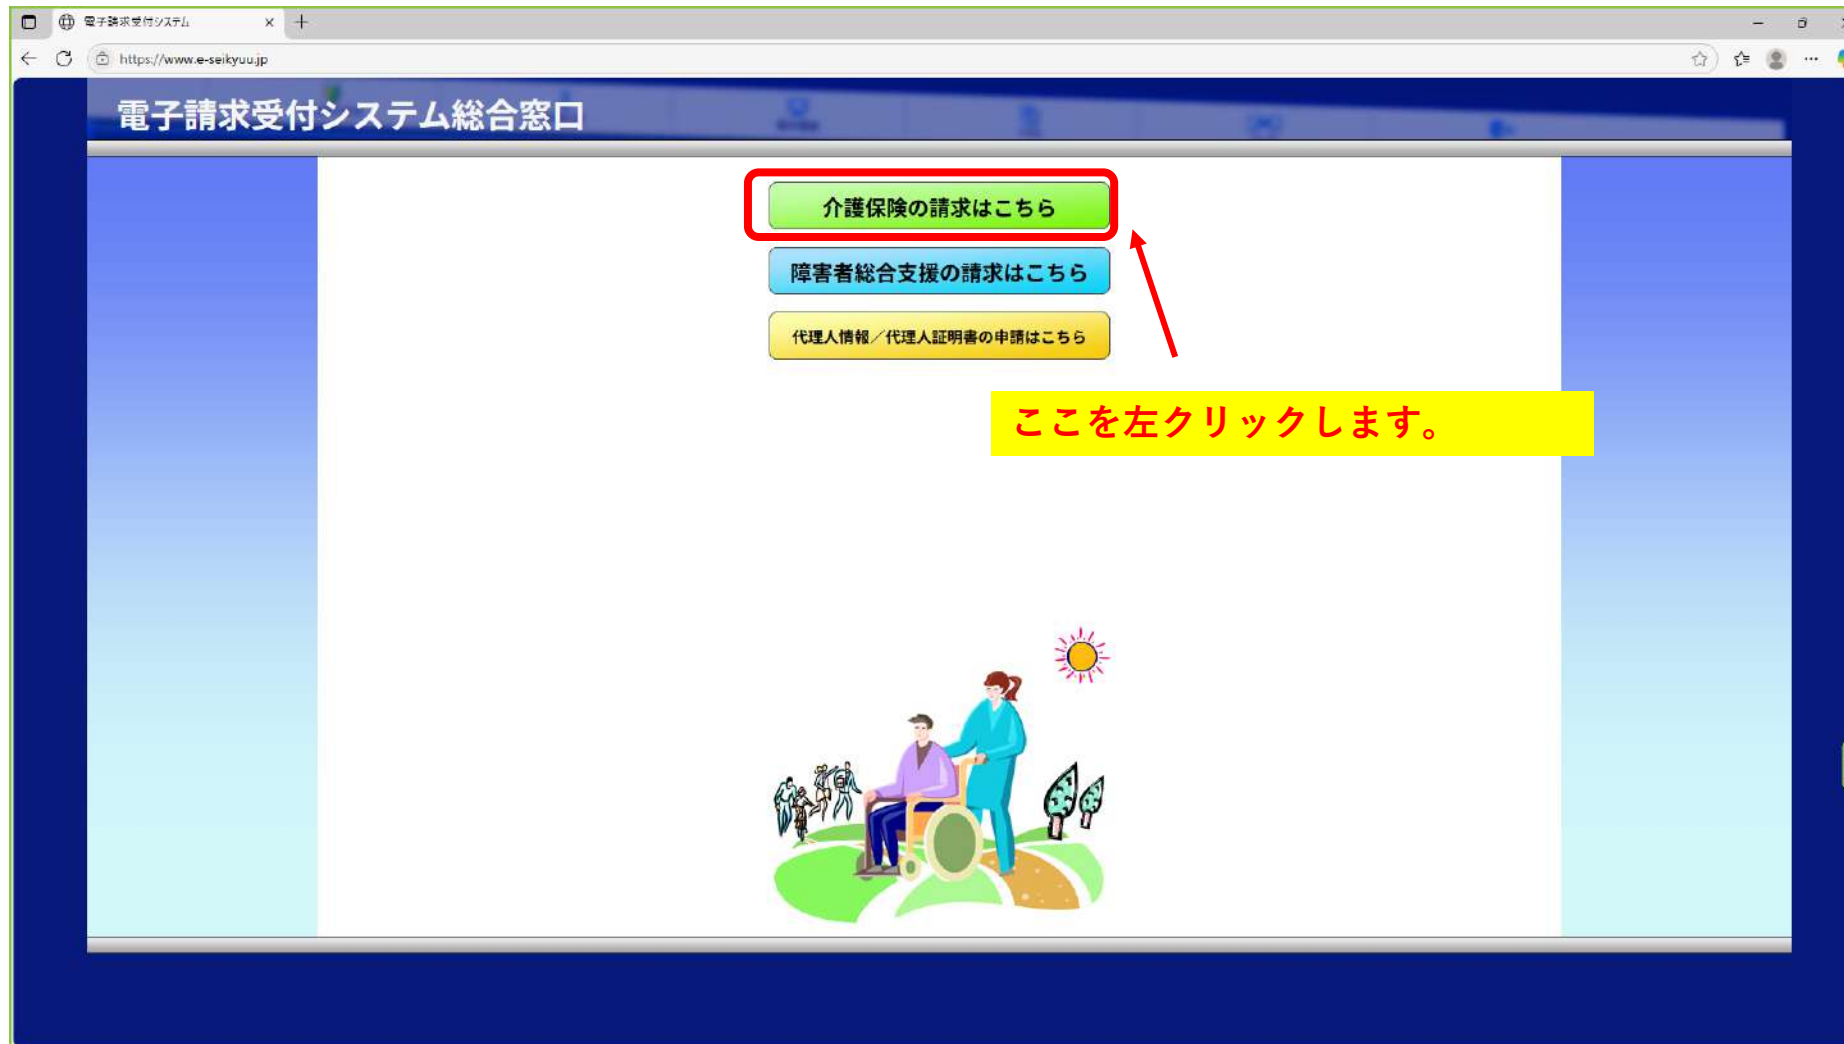 電子請求受付システム
https://www.e-seikyuu.jp
電子請求受付システム総合窓口
介護保険の請求はこちら
障害者総合支援の請求はこちら
代理人情報／代理人証明書の申請はこちら
ここを左クリックします。